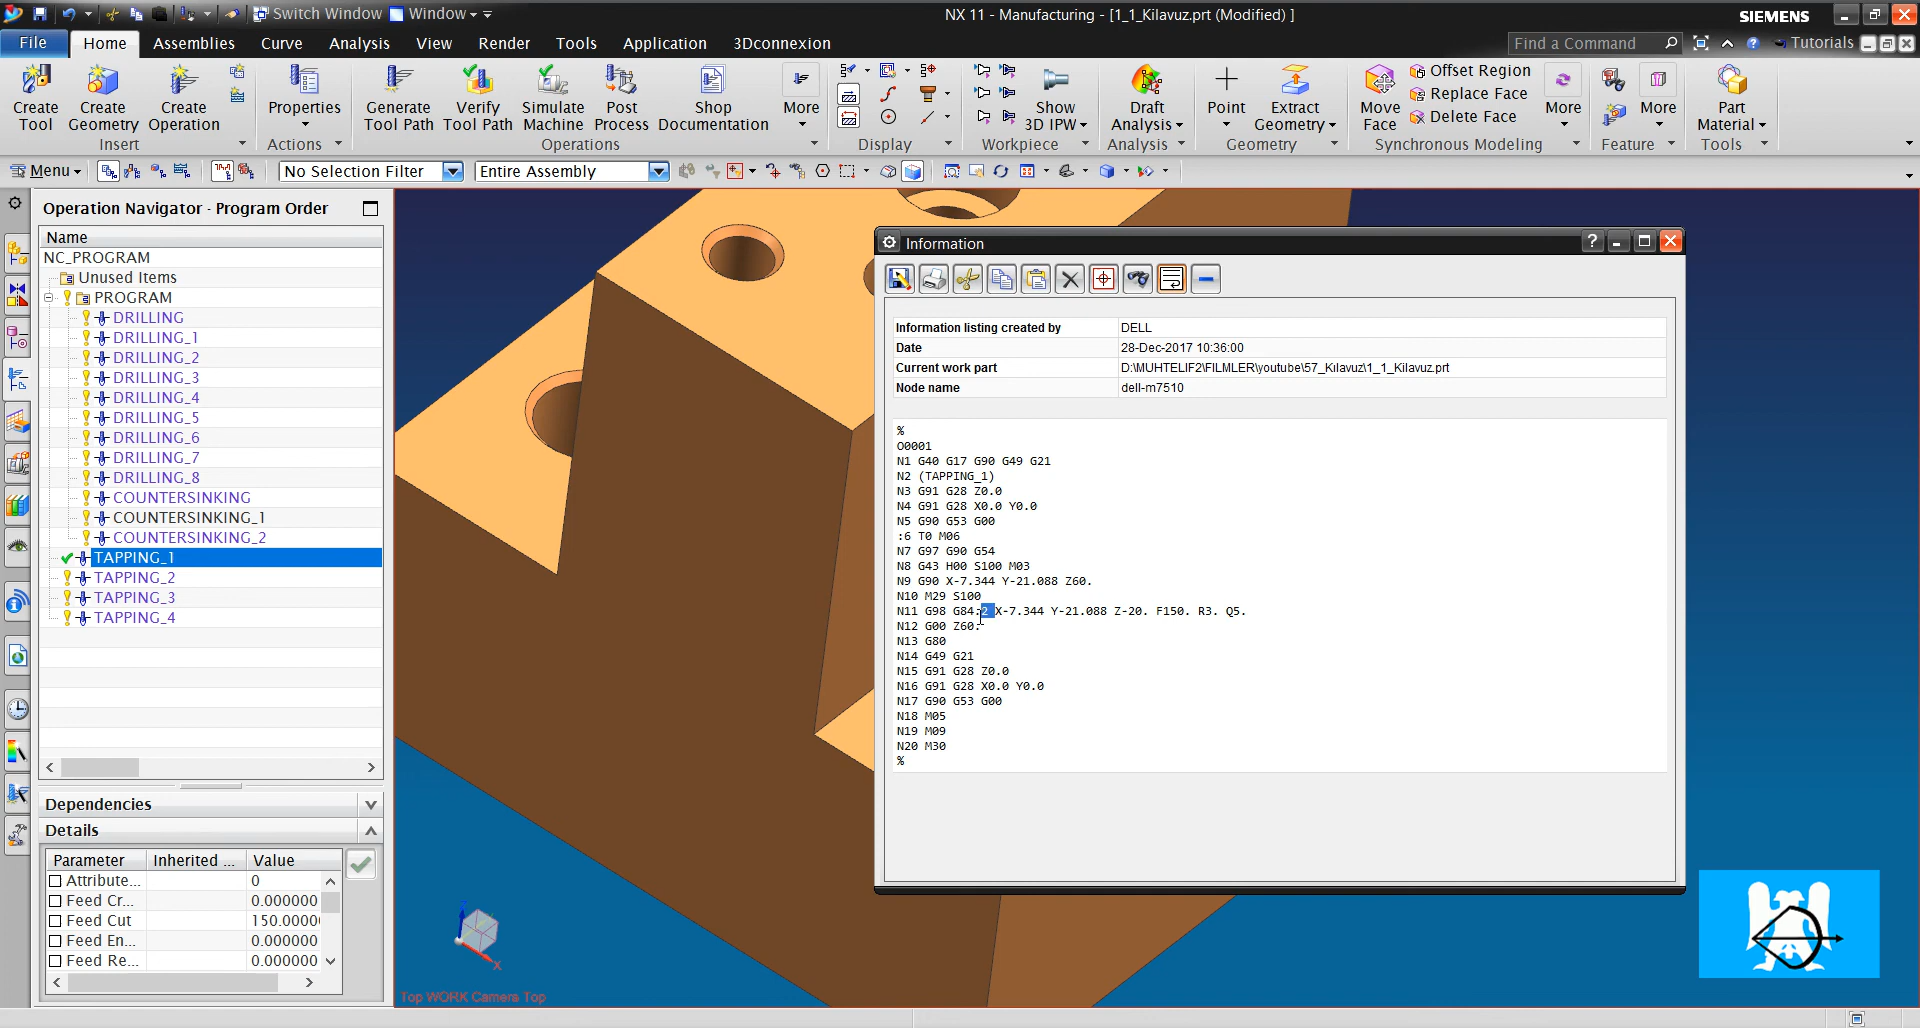 Switch Window Window
NX 11 - Manufacturing - [1_1_Kilavuz.prt (Modified) ]
SIEMENS
File Home Assemblies Curve Analysis View Render Tools Application 3Dconnexion
Find a Command
Tutorials
Create Tool
Create Geometry
Create Operation
Properties
Generate Tool Path
Verify Tool Path
Simulate Machine
Post Process
Shop Documentation
More
Show 3D IPW
Draft Analysis
Point
Extract Geometry
Move Face
Offset Region
Replace Face
Delete Face
More
More
Part Material
Insert Actions Operations Display Workpiece Analysis Geometry Synchronous Modeling Feature Tools
Menu
No Selection Filter
Entire Assembly
Operation Navigator - Program Order
Name
NC_PROGRAM
Unused Items
PROGRAM
DRILLING
DRILLING_1
DRILLING_2
DRILLING_3
DRILLING_4
DRILLING_5
DRILLING_6
DRILLING_7
DRILLING_8
COUNTERSINKING
COUNTERSINKING_1
COUNTERSINKING_2
TAPPING_1
TAPPING_2
TAPPING_3
TAPPING_4
Dependencies
Details
Parameter Inherited ... Value
Attribute... 0
Feed Cr... 0.000000
Feed Cut 150.0000
Feed En... 0.000000
Feed Re... 0.000000
Information
Information listing created by DELL
Date 28-Dec-2017 10:36:00
Current work part D:\MUHTELIF2\FILMLER\youtube\57_Kılavuz\1_1_Kılavuz.prt
Node name dell-m7510
%
O0001
N1 G40 G17 G90 G49 G21
N2 (TAPPING_1)
N3 G91 G28 Z0.0
N4 G91 G28 X0.0 Y0.0
N5 G90 G53 G00
:6 T0 M06
N7 G97 G90 G54
N8 G43 H00 S100 M03
N9 G90 X-7.344 Y-21.088 Z60.
N10 M29 S100
N11 G98 G84.2 X-7.344 Y-21.088 Z-20. F150. R3. Q5.
N12 G00 Z60.
N13 G80
N14 G49 G21
N15 G91 G28 Z0.0
N16 G91 G28 X0.0 Y0.0
N17 G90 G53 G00
N18 M05
N19 M09
N20 M30
%
X
Top WORK Camera Top